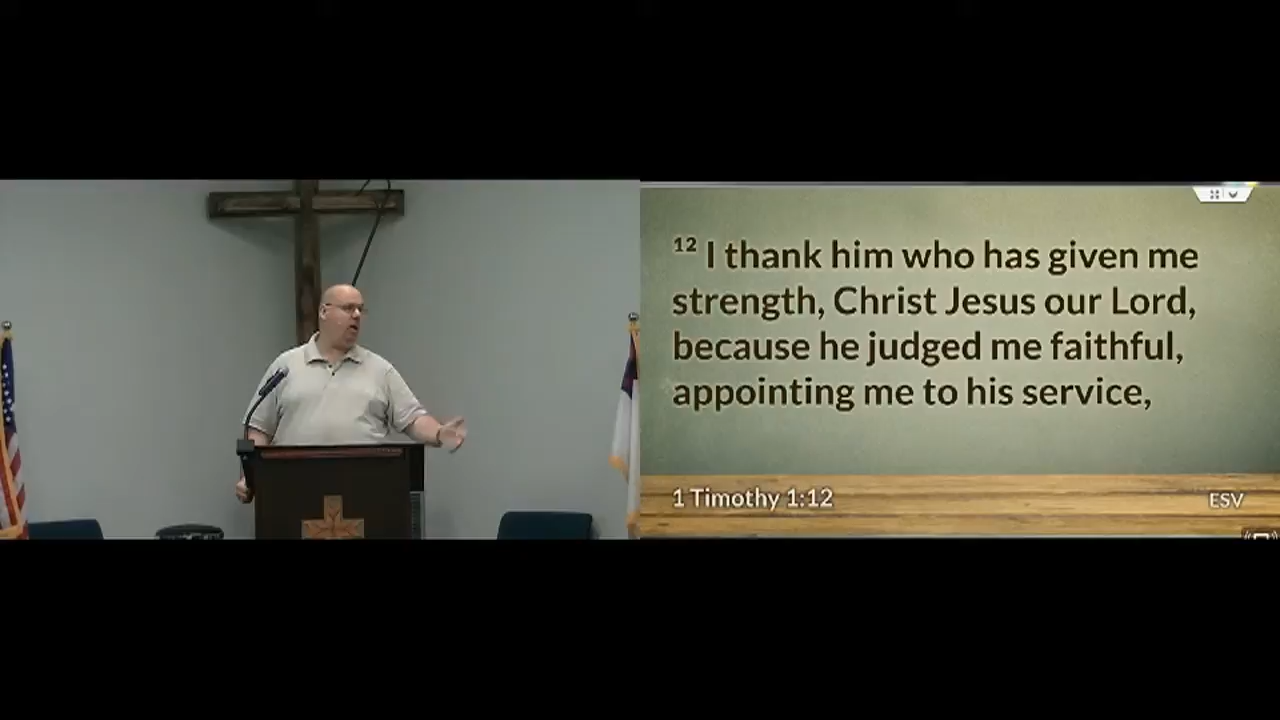 12 I thank him who has given me
strength, Christ Jesus our Lord,
because he judged me faithful,
appointing me to his service,
1 Timothy 1:12
ESV